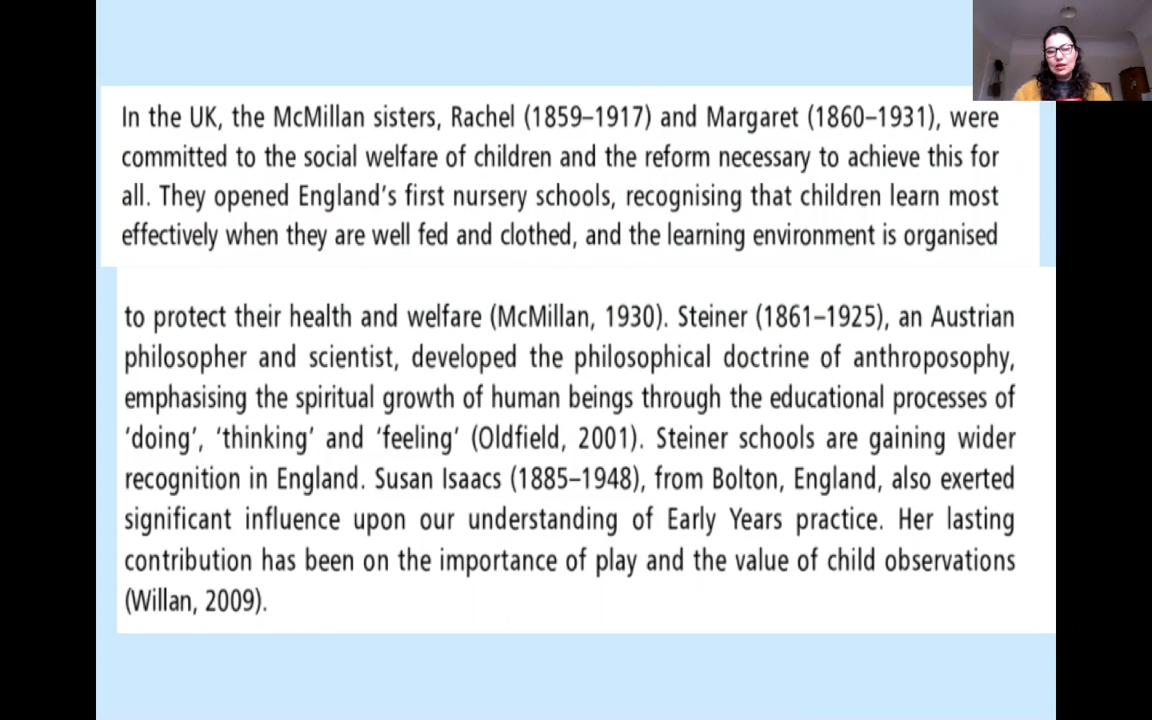 In the UK, the McMillan sisters, Rachel (1859–1917) and Margaret (1860–1931), were
committed to the social welfare of children and the reform necessary to achieve this for
all. They opened England's first nursery schools, recognising that children learn most
effectively when they are well fed and clothed, and the learning environment is organised
to protect their health and welfare (McMillan, 1930). Steiner (1861–1925), an Austrian
philosopher and scientist, developed the philosophical doctrine of anthroposophy,
emphasising the spiritual growth of human beings through the educational processes of
'doing', 'thinking' and 'feeling' (Oldfield, 2001). Steiner schools are gaining wider
recognition in England. Susan Isaacs (1885–1948), from Bolton, England, also exerted
significant influence upon our understanding of Early Years practice. Her lasting
contribution has been on the importance of play and the value of child observations
(Willan, 2009).